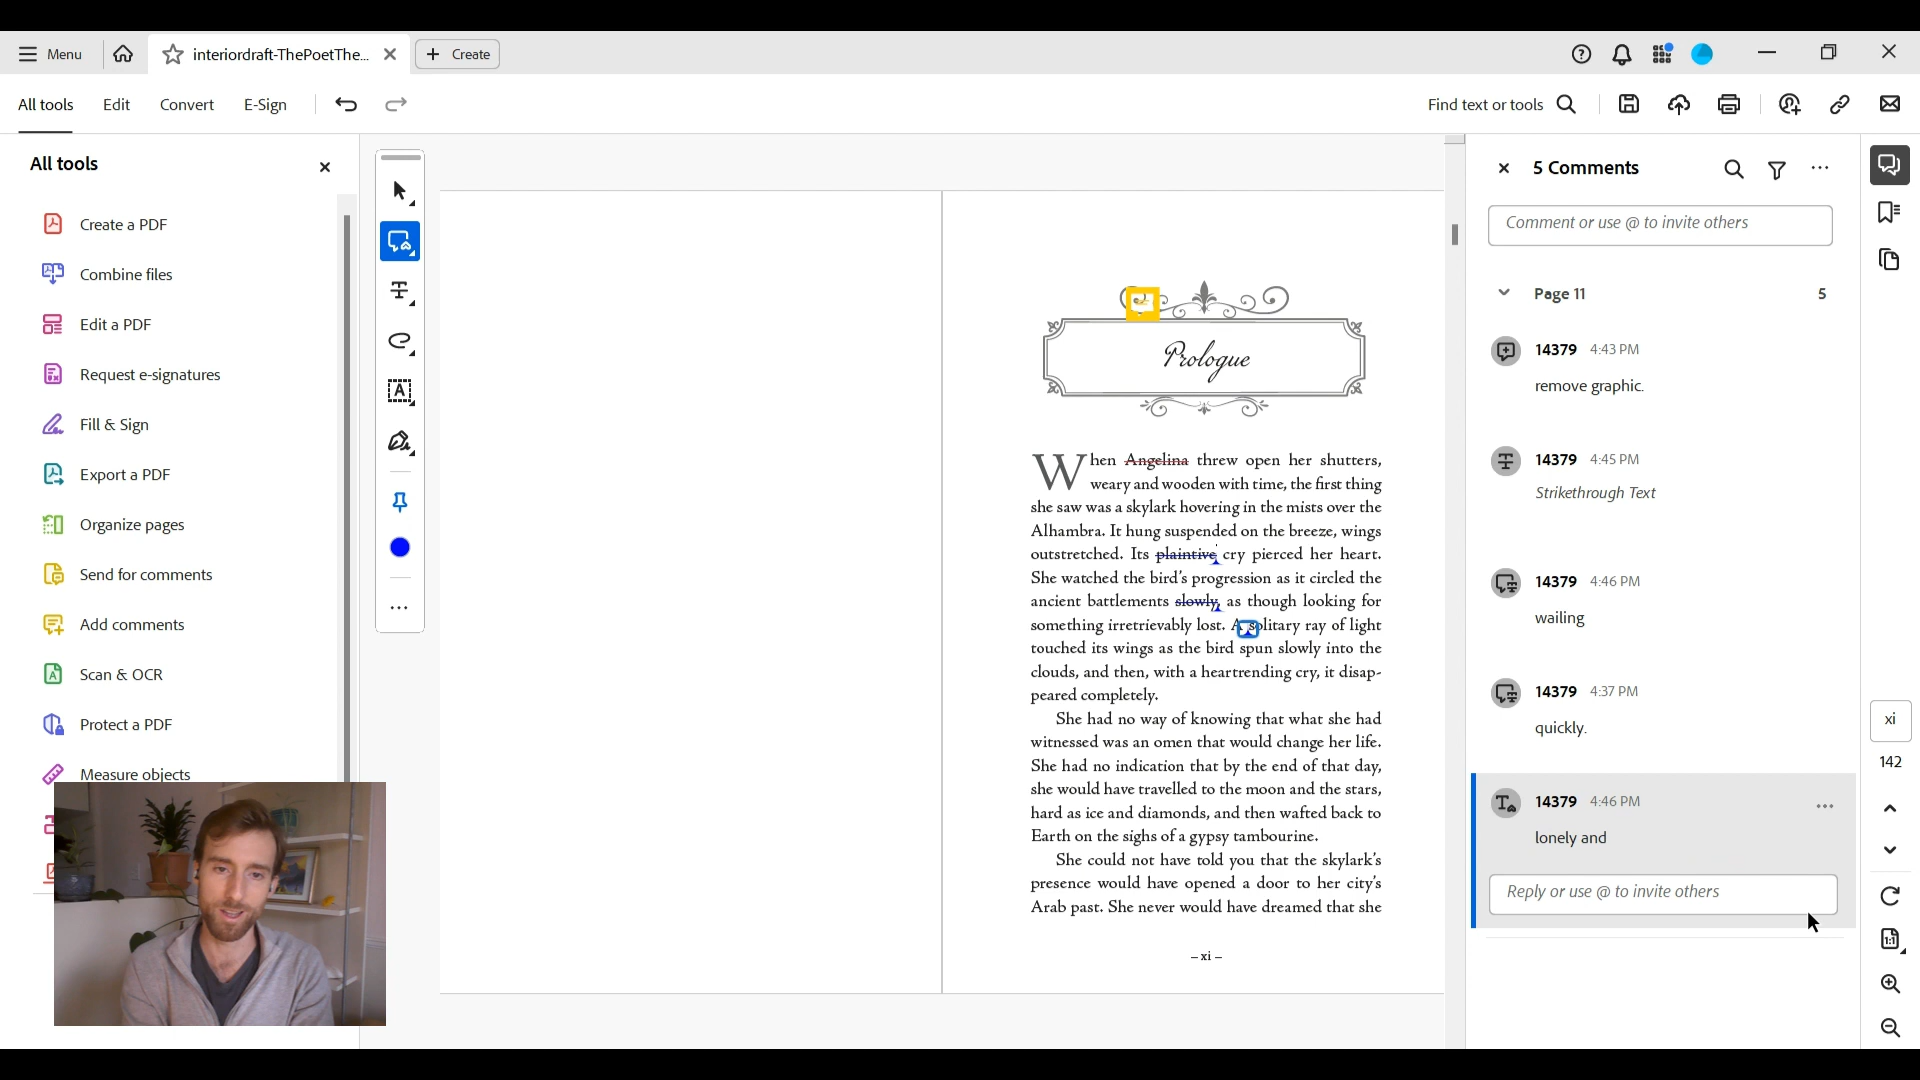 Menu
interiordraft-ThePoetThe...
Create
All tools
Edit
Convert
E-Sign
Find text or tools
All tools
Create a PDF
Combine files
Edit a PDF
Request e-signatures
Fill & Sign
Export a PDF
Organize pages
Send for comments
Add comments
Scan & OCR
Protect a PDF
Measure objects
Prologue
When Angelina threw open her shutters,
weary and wooden with time, the first thing
she saw was a skylark hovering in the mists over the
Alhambra. It hung suspended on the breeze, wings
outstretched. Its plaintive cry pierced her heart.
She watched the bird's progression as it circled the
ancient battlements slowly, as though looking for
something irretrievably lost. A solitary ray of light
touched its wings as the bird spun slowly into the
clouds, and then, with a heartrending cry, it disap-
peared completely.
She had no way of knowing that what she had
witnessed was an omen that would change her life.
She had no indication that by the end of that day,
she would have travelled to the moon and the stars,
hard as ice and diamonds, and then wafted back to
Earth on the sighs of a gypsy tambourine.
She could not have told you that the skylark's
presence would have opened a door to her city's
Arab past. She never would have dreamed that she
– xi –
5 Comments
Comment or use @ to invite others
Page 11
5
14379 4:43 PM
remove graphic.
14379 4:45 PM
Strikethrough Text
14379 4:46 PM
wailing
14379 4:37 PM
quickly.
14379 4:46 PM
lonely and
Reply or use @ to invite others
xi
142
1:1